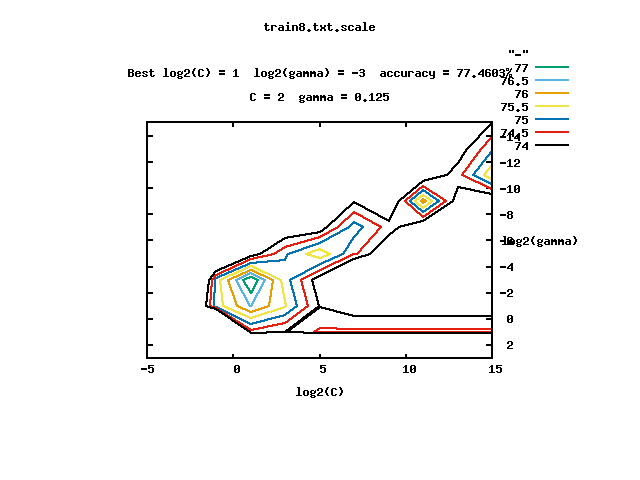 train8.txt.scale
"-"
Best log2(C) = 1  log2(gamma) = -3  accuracy = 77.4603%
C = 2  gamma = 0.125
77
76.5
76
75.5
75
74.5
74
-14
-12
-10
-8
-6
log2(gamma)
-4
-2
0
2
-5 0 5 10 15
log2(C)